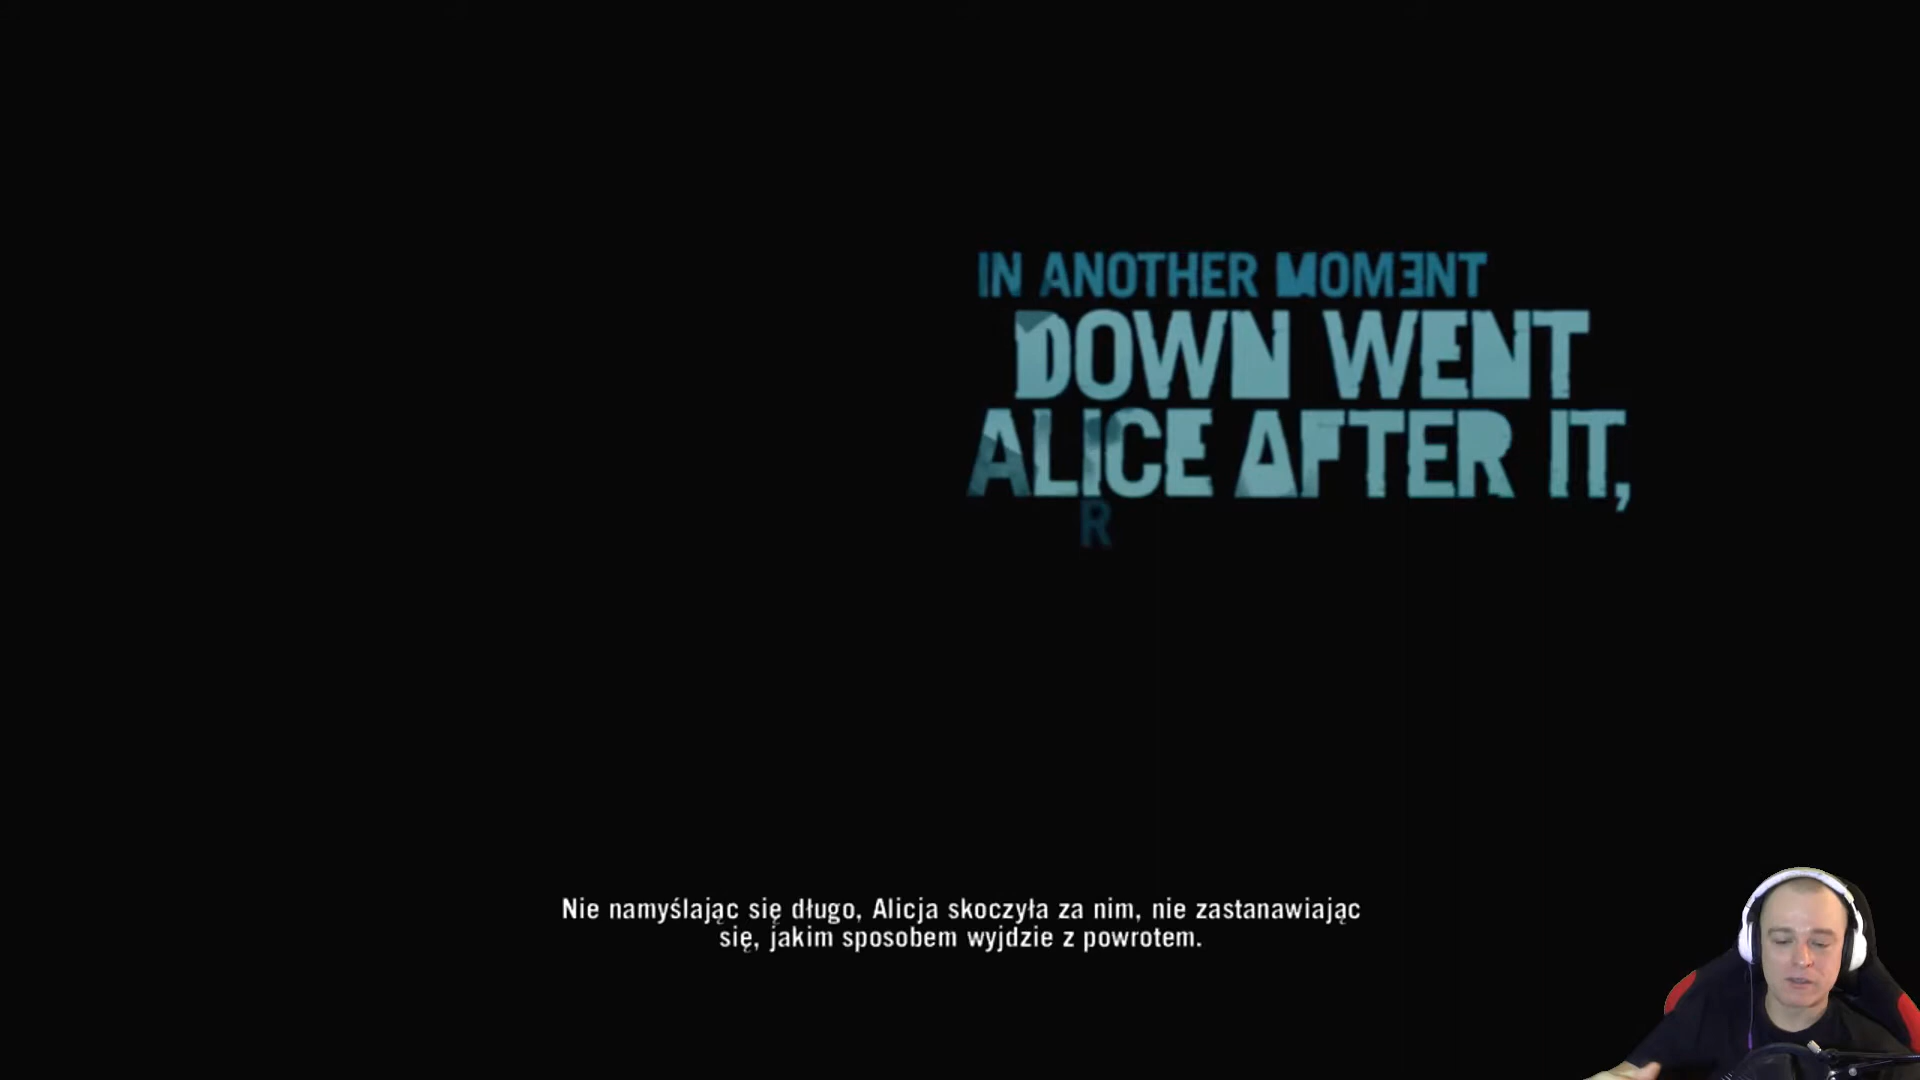 IN ANOTHER MOMENT
DOWN WENT
ALICE AFTER IT,
R
Nie namyślając się długo, Alicja skoczyła za nim, nie zastanawiając
się, jakim sposobem wyjdzie z powrotem.